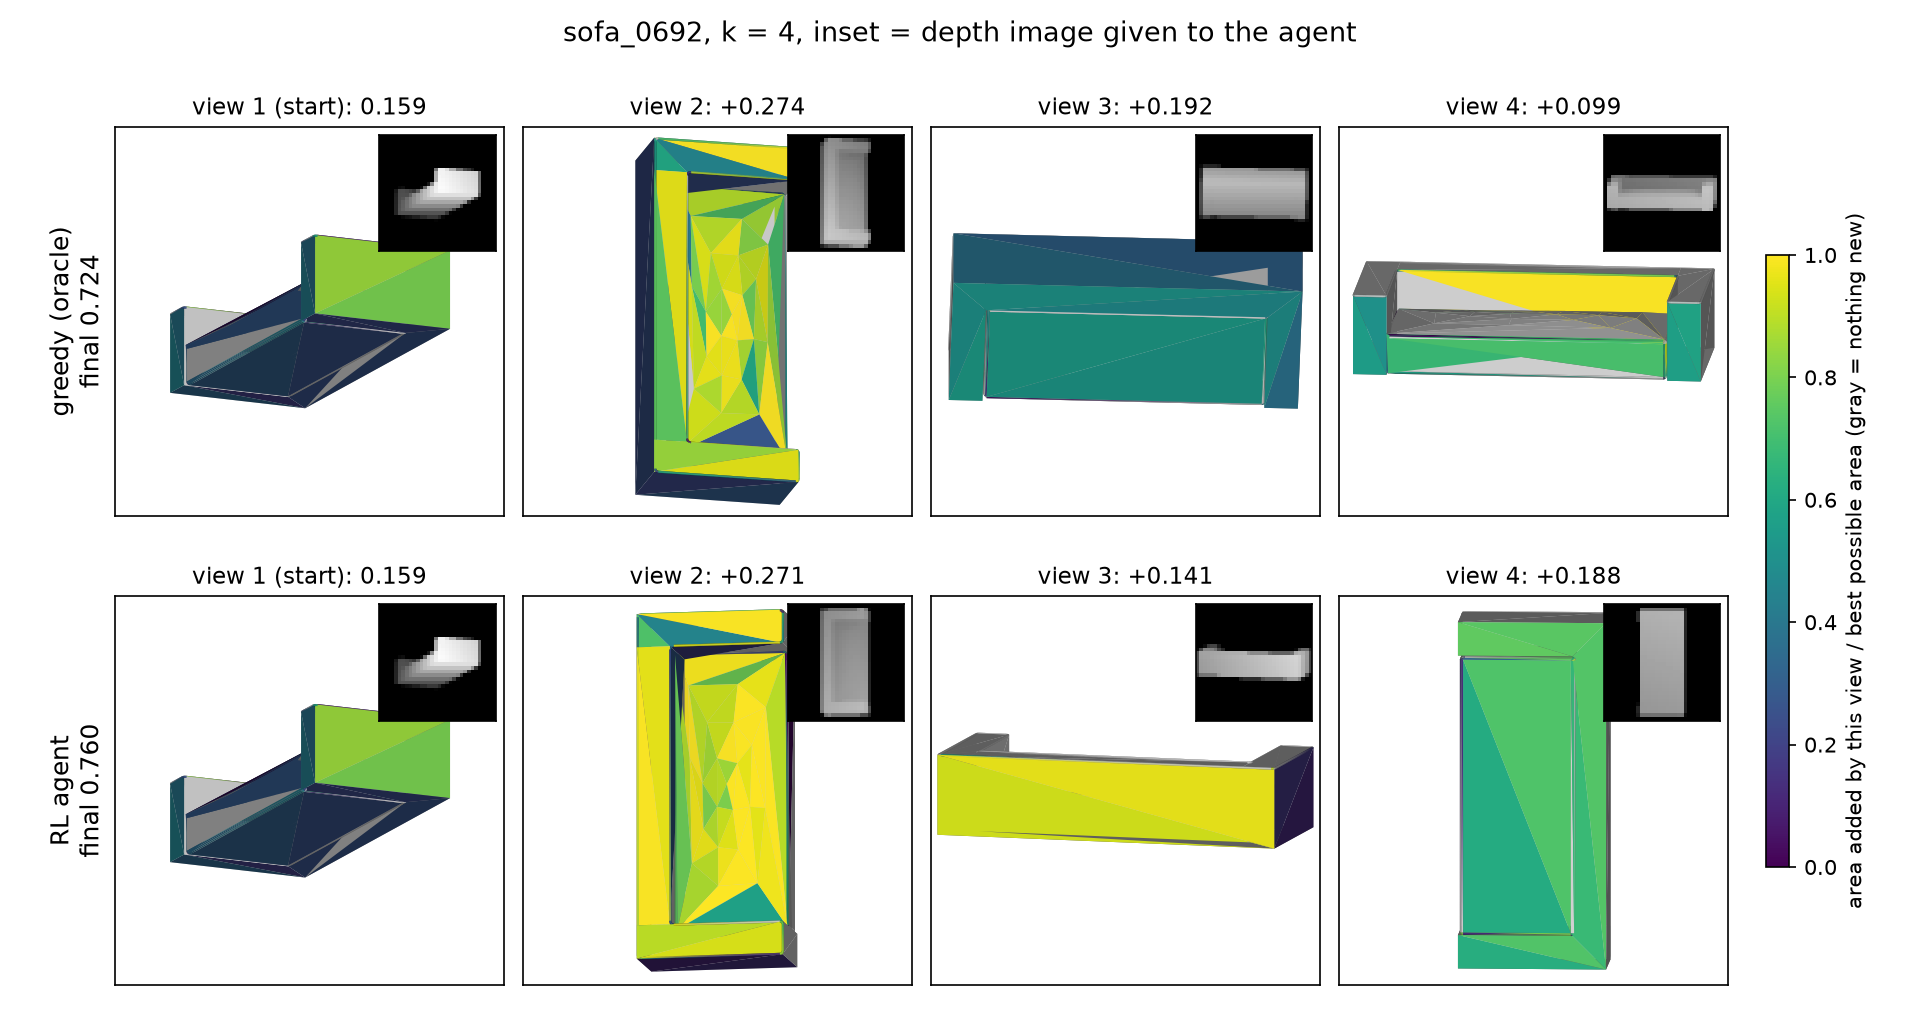 sofa_0692, k = 4, inset = depth image given to the agent
view 1 (start): 0.159
view 2: +0.274
view 3: +0.192
view 4: +0.099
greedy (oracle)
final 0.724
view 1 (start): 0.159
view 2: +0.271
view 3: +0.141
view 4: +0.188
RL agent
final 0.760
1.0
0.8
0.6
0.4
0.2
0.0
area added by this view / best possible area (gray = nothing new)